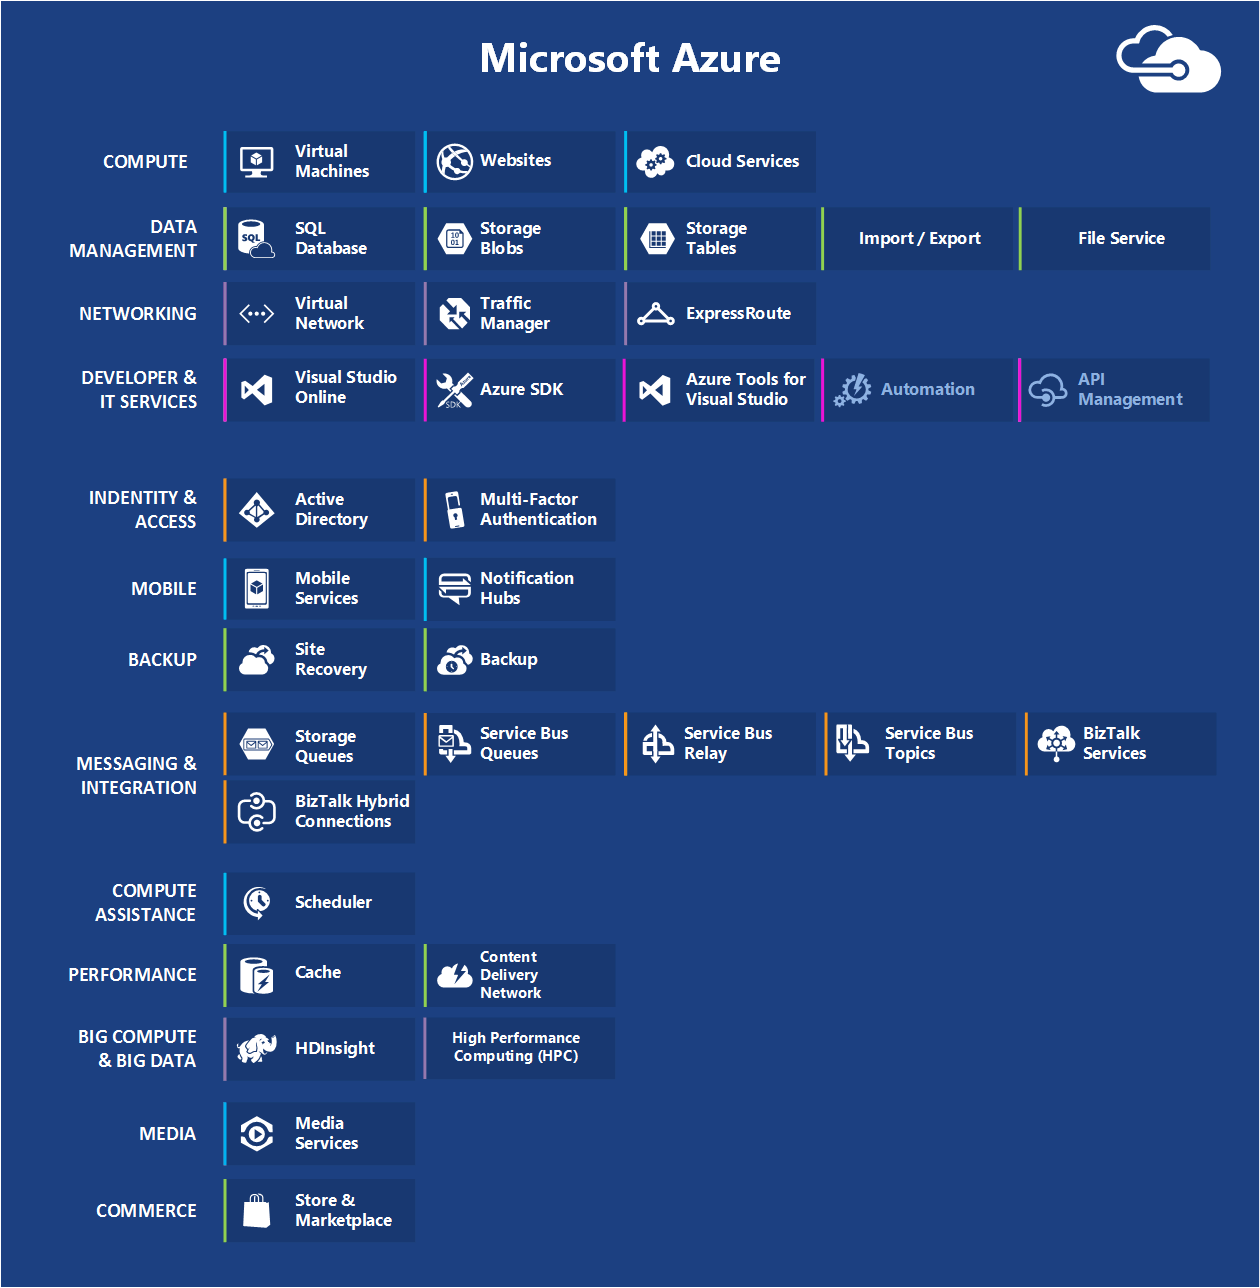 Microsoft Azure
COMPUTE
Virtual
Machines
Websites
Cloud Services
DATA
MANAGEMENT
SQL
SQL
Database
10
01
Storage
Blobs
Storage
Tables
Import / Export
File Service
NETWORKING
Virtual
Network
Traffic
Manager
ExpressRoute
DEVELOPER &
IT SERVICES
Visual Studio
Online
SDK
Azure SDK
Azure Tools for
Visual Studio
Automation
API
Management
INDENTITY &
ACCESS
Active
Directory
Multi-Factor
Authentication
MOBILE
Mobile
Services
Notification
Hubs
BACKUP
Site
Recovery
Backup
MESSAGING &
INTEGRATION
Storage
Queues
Service Bus
Queues
Service Bus
Relay
Service Bus
Topics
BizTalk
Services
BizTalk Hybrid
Connections
COMPUTE
ASSISTANCE
Scheduler
PERFORMANCE
Cache
Content
Delivery
Network
BIG COMPUTE
& BIG DATA
HDInsight
High Performance
Computing (HPC)
MEDIA
Media
Services
COMMERCE
Store &
Marketplace